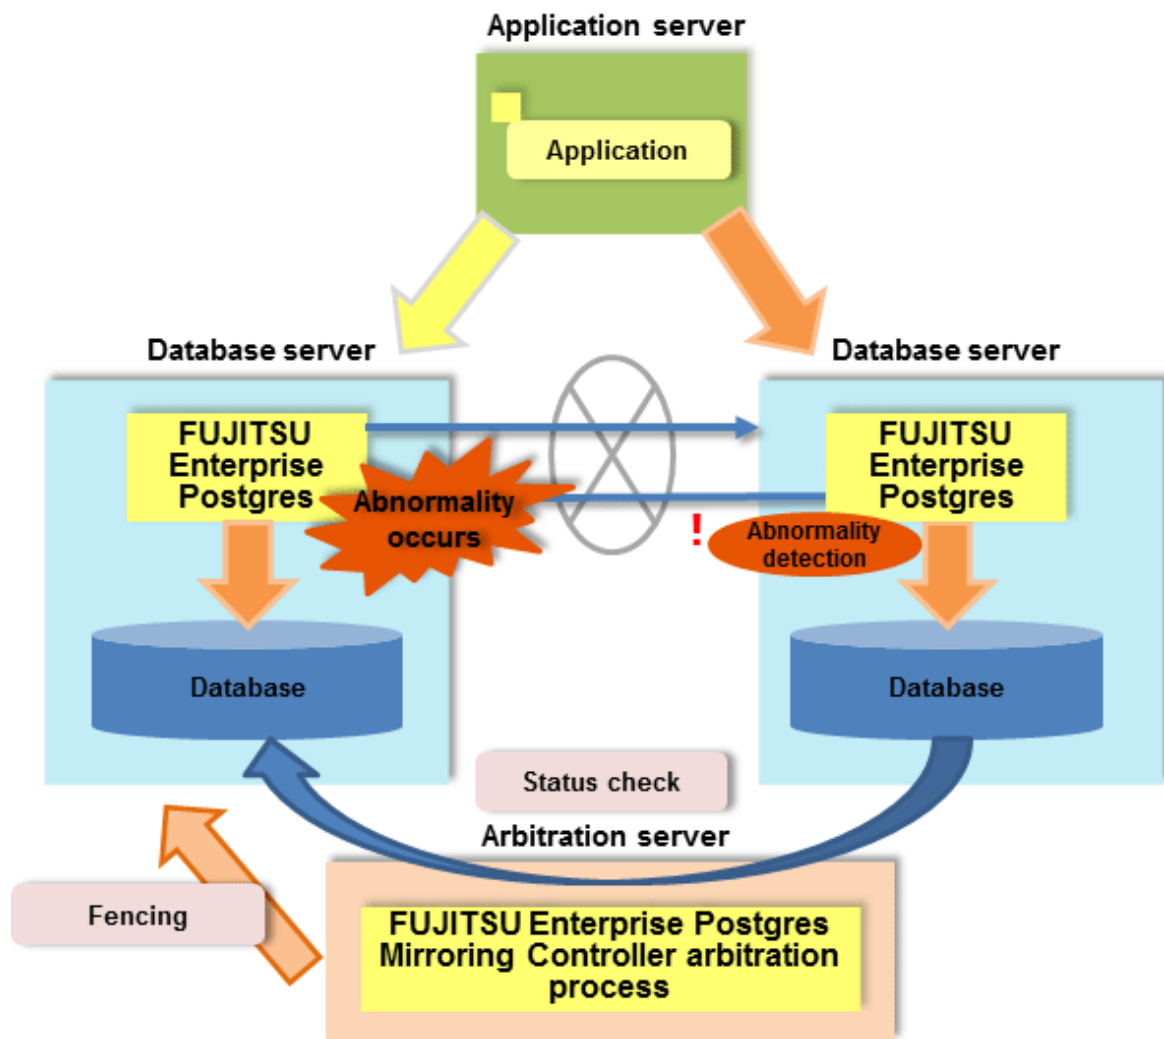 Application server
Application
Database server
Database server
FUJITSU
Enterprise
Postgres
Abnormality
occurs
!
Abnormality
detection
FUJITSU
Enterprise
Postgres
Database
Database
Status check
Arbitration server
Fencing
FUJITSU Enterprise Postgres
Mirroring Controller arbitration
process